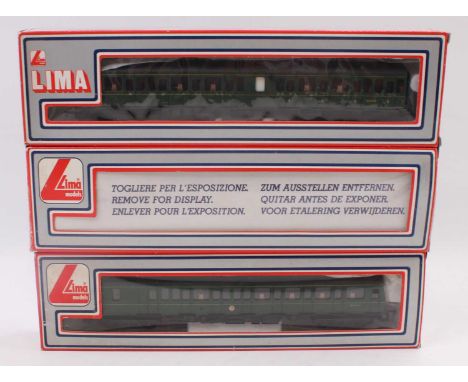 LIMA
Lima
models
TOGLIERE PER L'ESPOSIZIONE.
REMOVE FOR DISPLAY.
ENLEVER POUR L'EXPOSITION.
ZUM AUSSTELLEN ENTFERNEN.
QUITAR ANTES DE EXPONER.
VOOR ETALERING VERWIJDEREN.
Lima
models